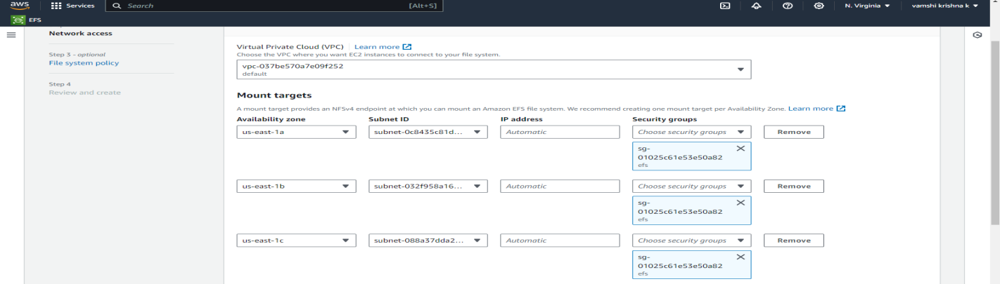 aws
Services
Search
[Alt+S]
N. Virginia
vamshi krishna k
EFS
Network access
Step 3 - optional
File system policy
Step 4
Review and create
Virtual Private Cloud (VPC) Learn more
Choose the VPC where you want EC2 instances to connect to your file system.
vpc-037be570a7e09f252
default
Mount targets
A mount target provides an NFSv4 endpoint at which you can mount an Amazon EFS file system. We recommend creating one mount target per Availability Zone. Learn more
Availability zone Subnet ID IP address Security groups
us-east-1a subnet-0c8435c81d... Automatic Choose security groups Remove
sg-
01025c61e53e50a82
efs
us-east-1b subnet-032f958a16... Automatic Choose security groups Remove
sg-
01025c61e53e50a82
efs
us-east-1c subnet-088a37dda2... Automatic Choose security groups Remove
sg-
01025c61e53e50a82
efs